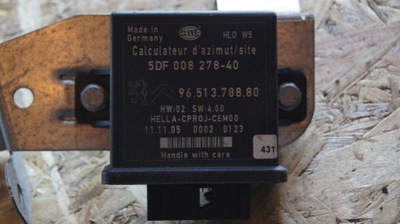 Made in
Germany
HELLA
HLO W5
Calculateur d'azimut/site
5DF 008 278-40
96.513.788.80
HW:02 SW:4.00
HELLA-CPROJ-CEM00
11.11.05 0002 0123
Handle with care
431